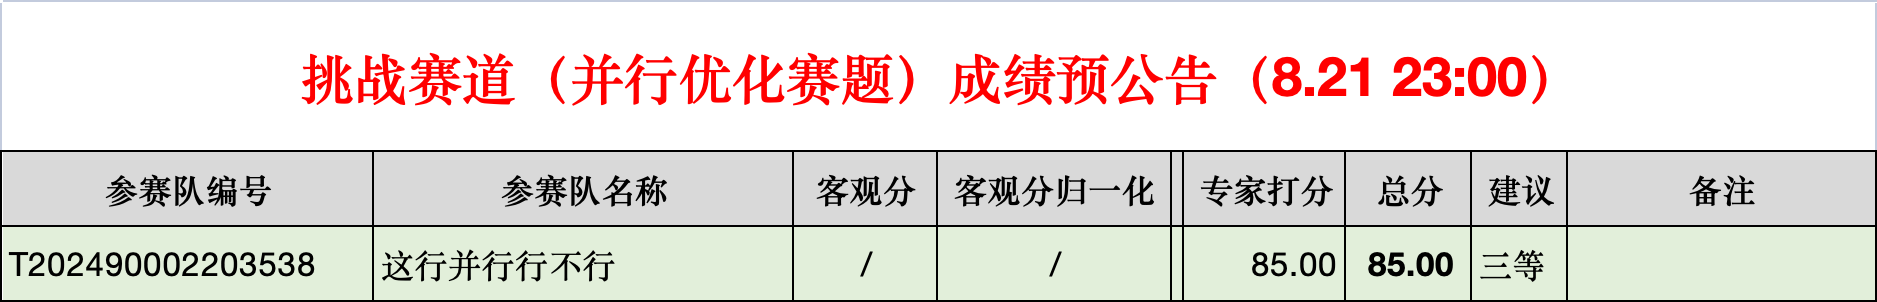 挑战赛道（并行优化赛题）成绩预公告（8.21 23:00）
参赛队编号 参赛队名称 客观分 客观分归一化 专家打分 总分 建议 备注
T202490002203538 这行并行行不行 / / 85.00 85.00 三等